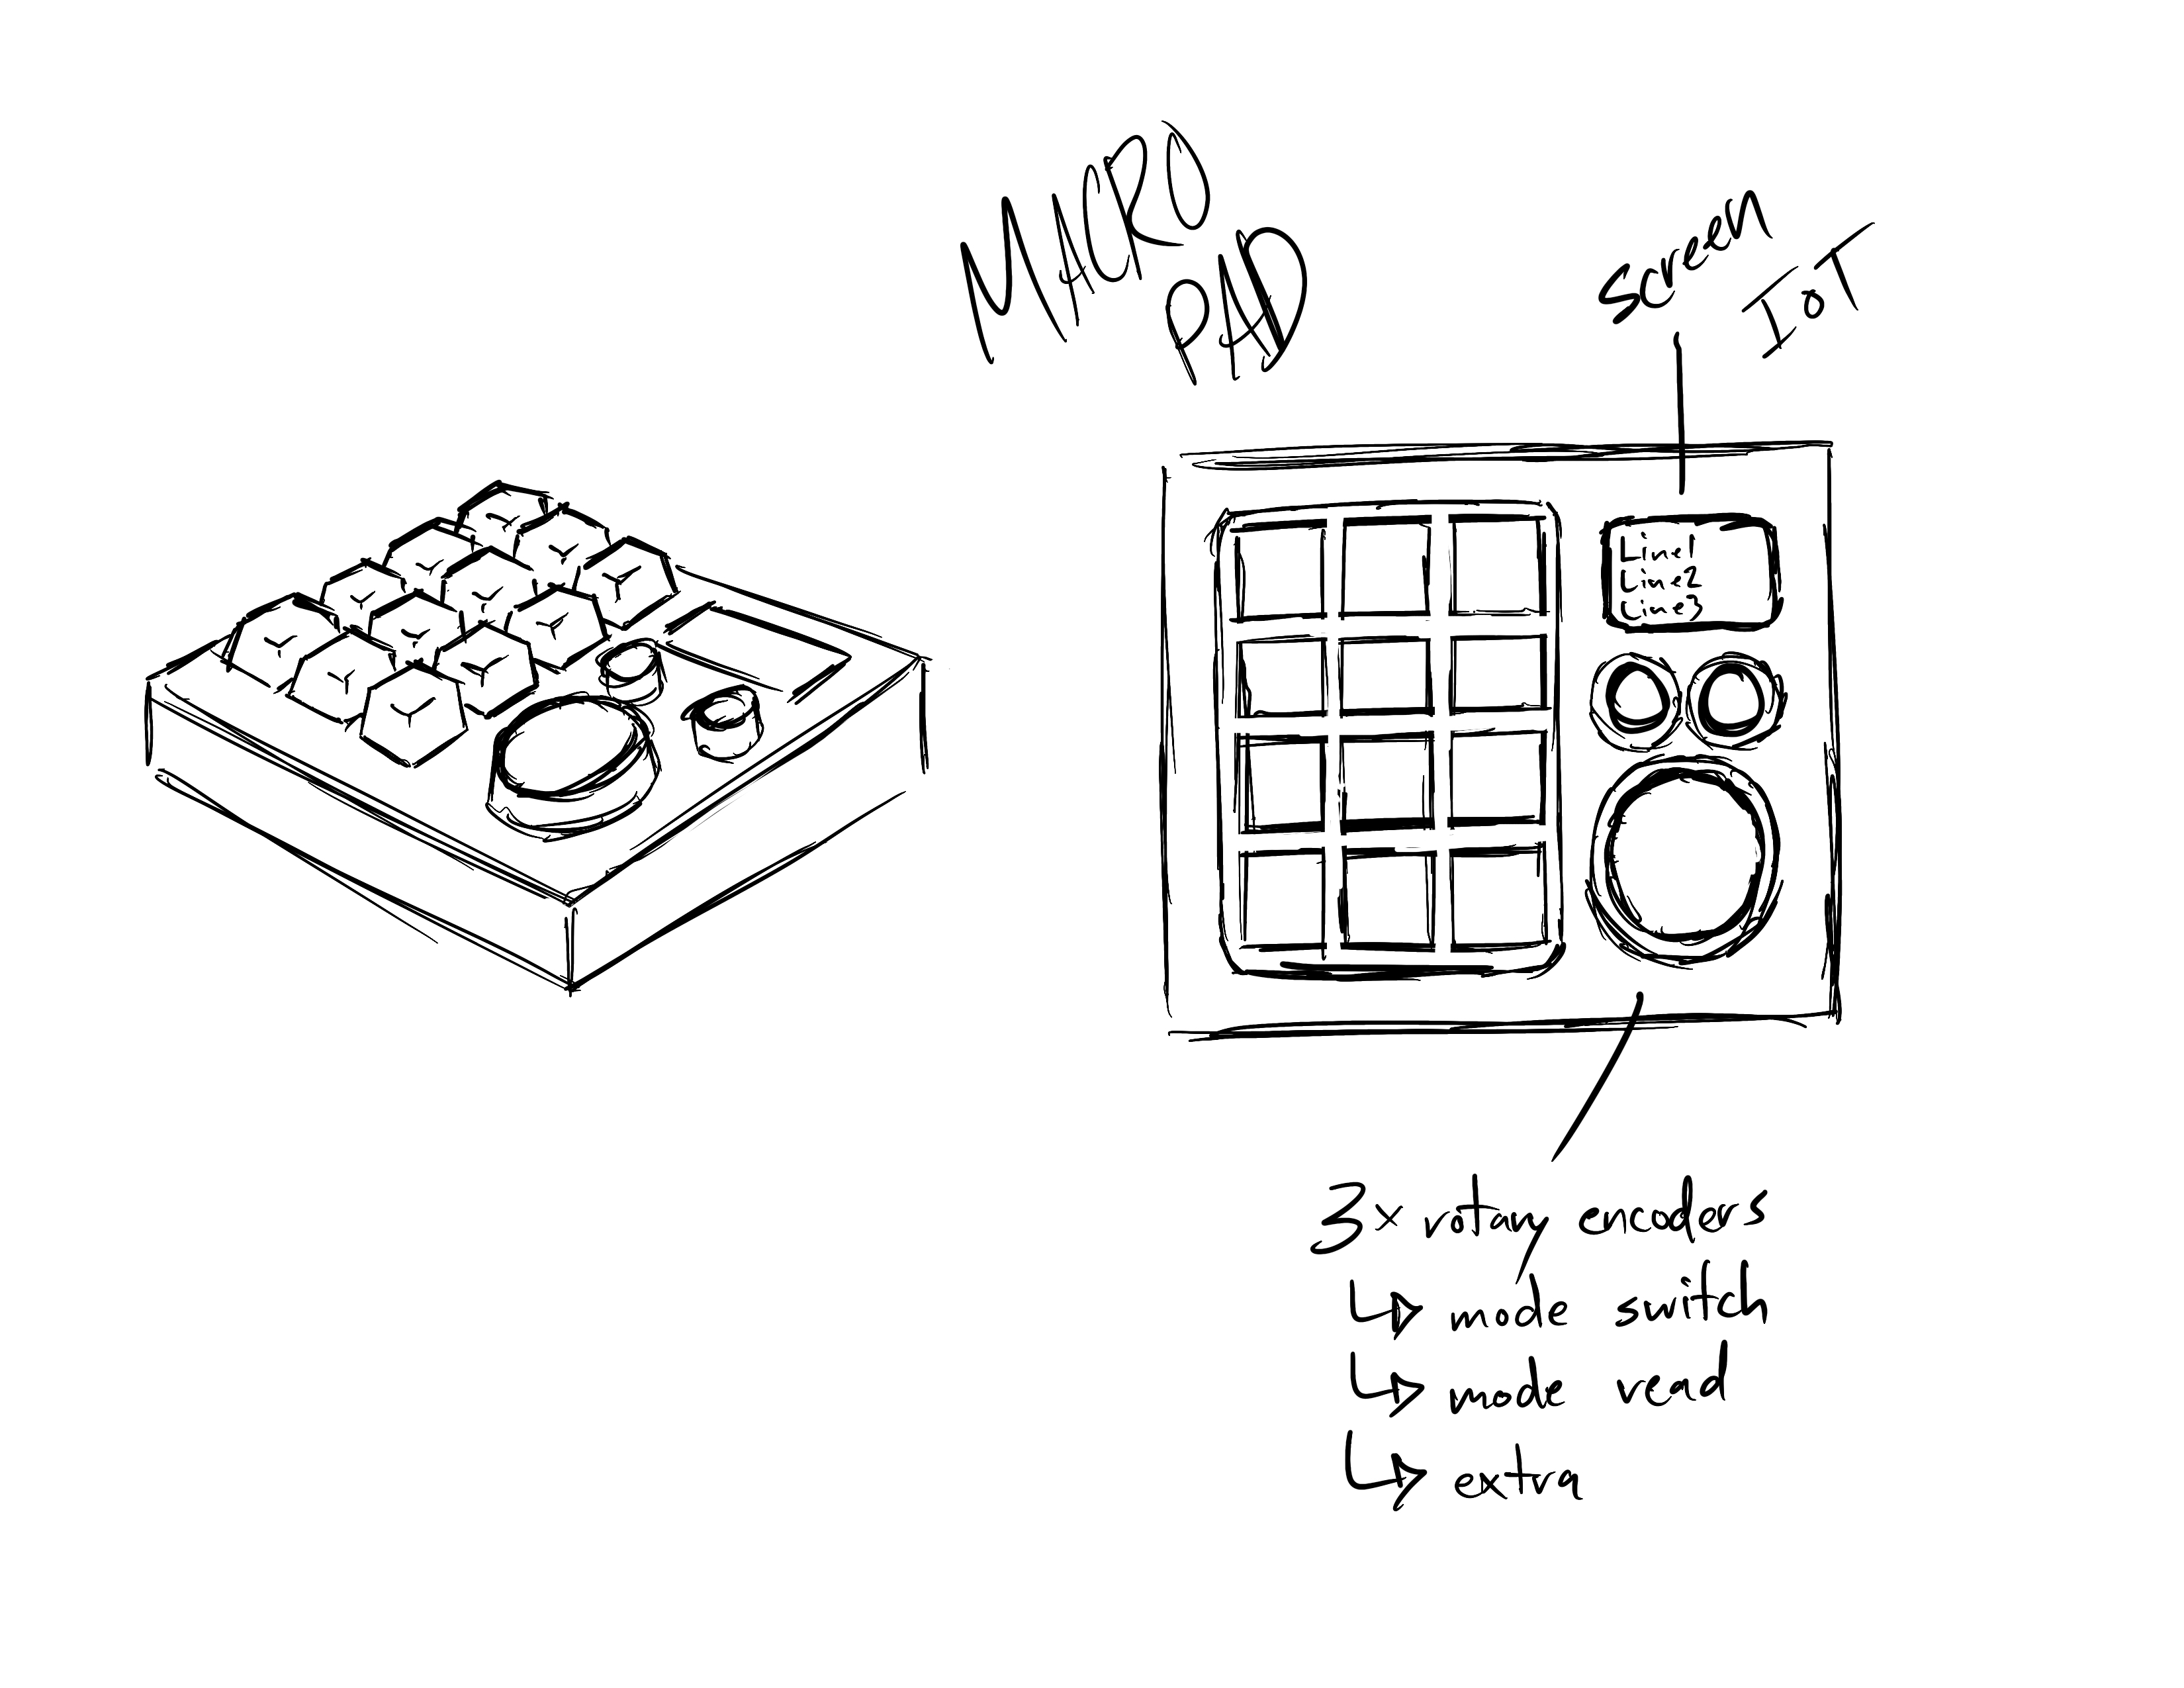 MACRO
PAD
Screen
IoT
Line1
Line2
Line3
3x rotary encoders
mode switch
mode read
extra